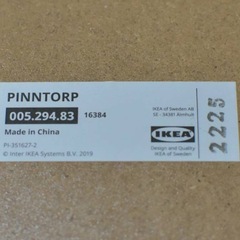 PINNTORP
005.294.83 16384
Made in China
PI-351627-2
© Inter IKEA Systems B.V. 2019
IKEA of Sweden AB
SE - 34381 Älmhult
IKEA
Design and Quality
IKEA of Sweden
2225